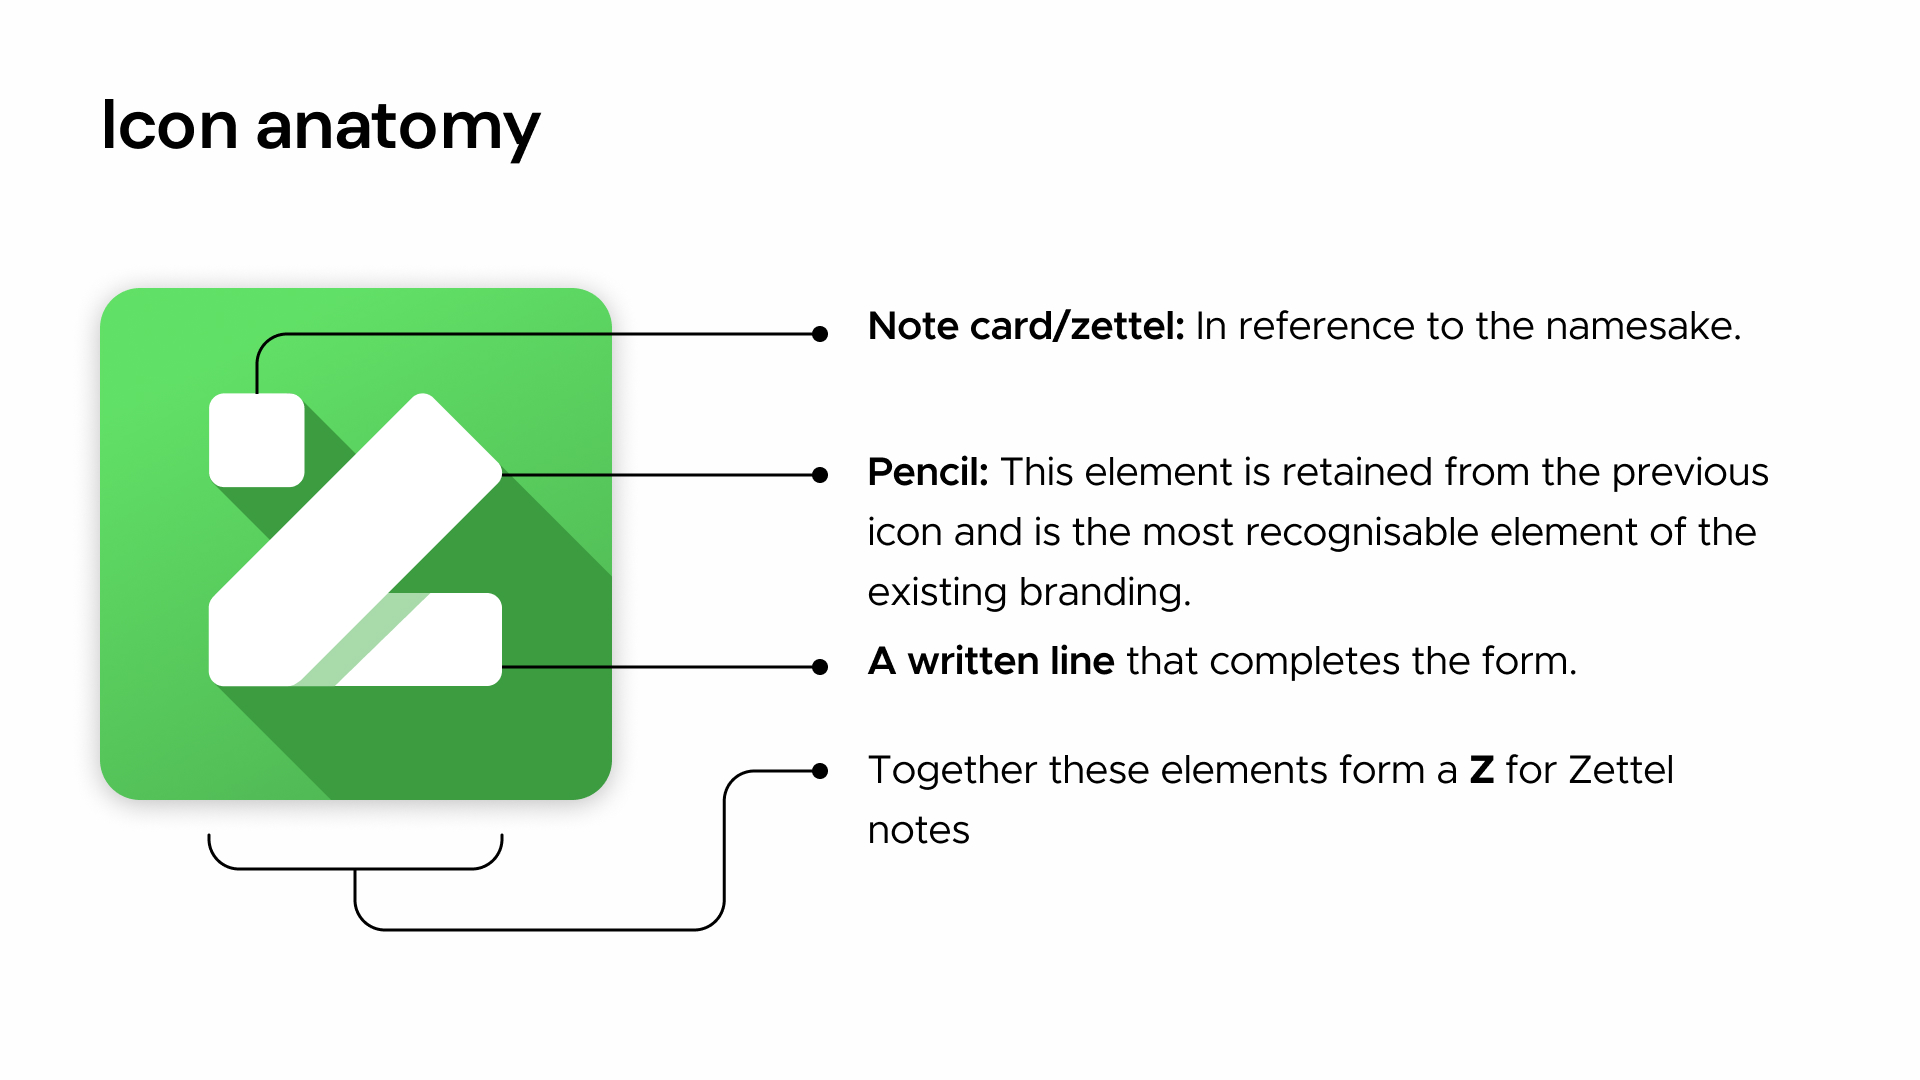 Icon anatomy
Note card/zettel: In reference to the namesake.
Pencil: This element is retained from the previous
icon and is the most recognisable element of the
existing branding.
A written line that completes the form.
Together these elements form a Z for Zettel
notes